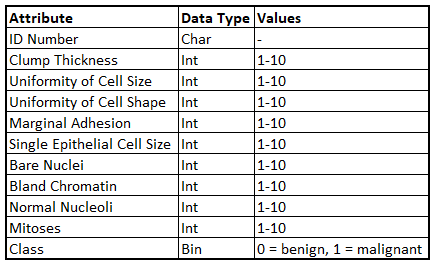 Attribute Data Type Values
ID Number Char -
Clump Thickness Int 1-10
Uniformity of Cell Size Int 1-10
Uniformity of Cell Shape Int 1-10
Marginal Adhesion Int 1-10
Single Epithelial Cell Size Int 1-10
Bare Nuclei Int 1-10
Bland Chromatin Int 1-10
Normal Nucleoli Int 1-10
Mitoses Int 1-10
Class Bin 0 = benign, 1 = malignant